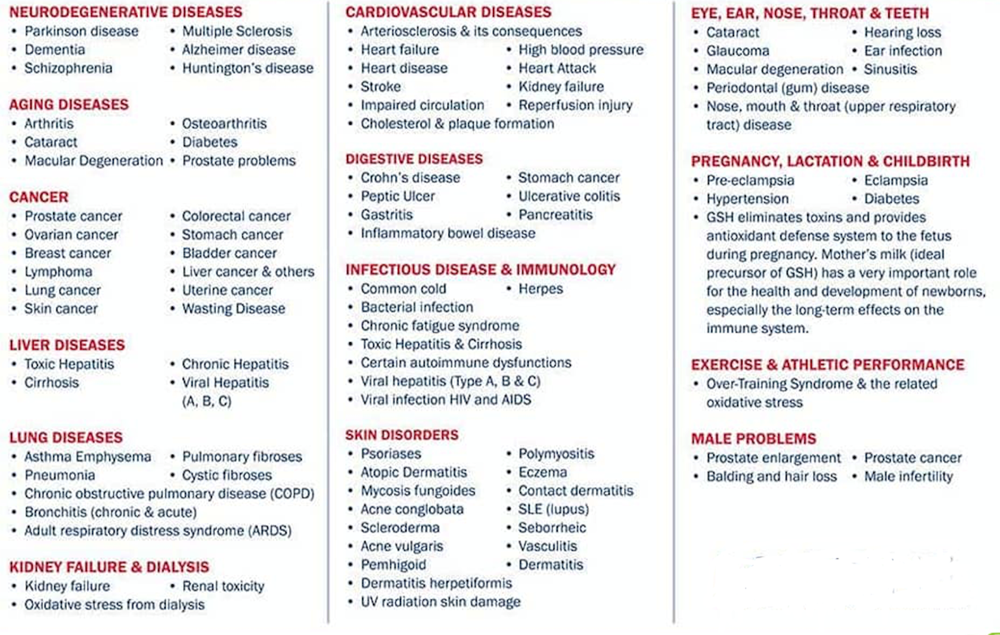 NEURODEGENERATIVE DISEASES
• Parkinson disease • Multiple Sclerosis
• Dementia • Alzheimer disease
• Schizophrenia • Huntington's disease
AGING DISEASES
• Arthritis • Osteoarthritis
• Cataract • Diabetes
• Macular Degeneration • Prostate problems
CANCER
• Prostate cancer • Colorectal cancer
• Ovarian cancer • Stomach cancer
• Breast cancer • Bladder cancer
• Lymphoma • Liver cancer & others
• Lung cancer • Uterine cancer
• Skin cancer • Wasting Disease
LIVER DISEASES
• Toxic Hepatitis • Chronic Hepatitis
• Cirrhosis • Viral Hepatitis
(A, B, C)
LUNG DISEASES
• Asthma Emphysema • Pulmonary fibroses
• Pneumonia • Cystic fibroses
• Chronic obstructive pulmonary disease (COPD)
• Bronchitis (chronic & acute)
• Adult respiratory distress syndrome (ARDS)
KIDNEY FAILURE & DIALYSIS
• Kidney failure • Renal toxicity
• Oxidative stress from dialysis
CARDIOVASCULAR DISEASES
• Arteriosclerosis & its consequences
• Heart failure • High blood pressure
• Heart disease • Heart Attack
• Stroke • Kidney failure
• Impaired circulation • Reperfusion injury
• Cholesterol & plaque formation
DIGESTIVE DISEASES
• Crohn's disease • Stomach cancer
• Peptic Ulcer • Ulcerative colitis
• Gastritis • Pancreatitis
• Inflammatory bowel disease
INFECTIOUS DISEASE & IMMUNOLOGY
• Common cold • Herpes
• Bacterial infection
• Chronic fatigue syndrome
• Toxic Hepatitis & Cirrhosis
• Certain autoimmune dysfunctions
• Viral hepatitis (Type A, B & C)
• Viral infection HIV and AIDS
SKIN DISORDERS
• Psoriases • Polymyositis
• Atopic Dermatitis • Eczema
• Mycosis fungoides • Contact dermatitis
• Acne conglobata • SLE (lupus)
• Scleroderma • Seborrheic
• Acne vulgaris • Vasculitis
• Pemhigoid • Dermatitis
• Dermatitis herpetiformis
• UV radiation skin damage
EYE, EAR, NOSE, THROAT & TEETH
• Cataract • Hearing loss
• Glaucoma • Ear infection
• Macular degeneration • Sinusitis
• Periodontal (gum) disease
• Nose, mouth & throat (upper respiratory
tract) disease
PREGNANCY, LACTATION & CHILDBIRTH
• Pre-eclampsia • Eclampsia
• Hypertension • Diabetes
• GSH eliminates toxins and provides
antioxidant defense system to the fetus
during pregnancy. Mother's milk (ideal
precursor of GSH) has a very important role
for the health and development of newborns,
especially the long-term effects on the
immune system.
EXERCISE & ATHLETIC PERFORMANCE
• Over-Training Syndrome & the related
oxidative stress
MALE PROBLEMS
• Prostate enlargement • Prostate cancer
• Balding and hair loss • Male infertility